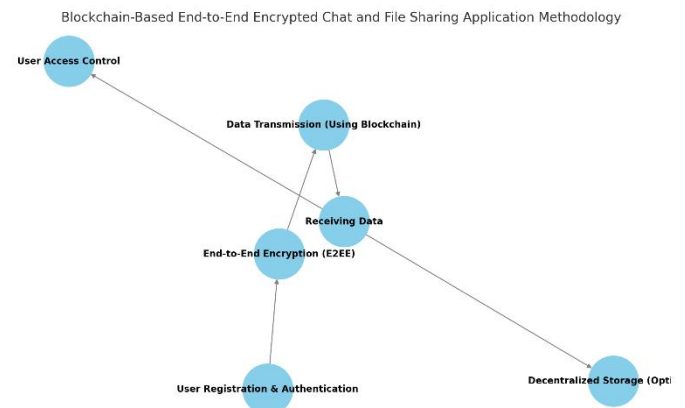 Blockchain-Based End-to-End Encrypted Chat and File Sharing Application Methodology
User Access Control
Data Transmission (Using Blockchain)
Receiving Data
End-to-End Encryption (E2EE)
Decentralized Storage (Opti
User Registration & Authentication